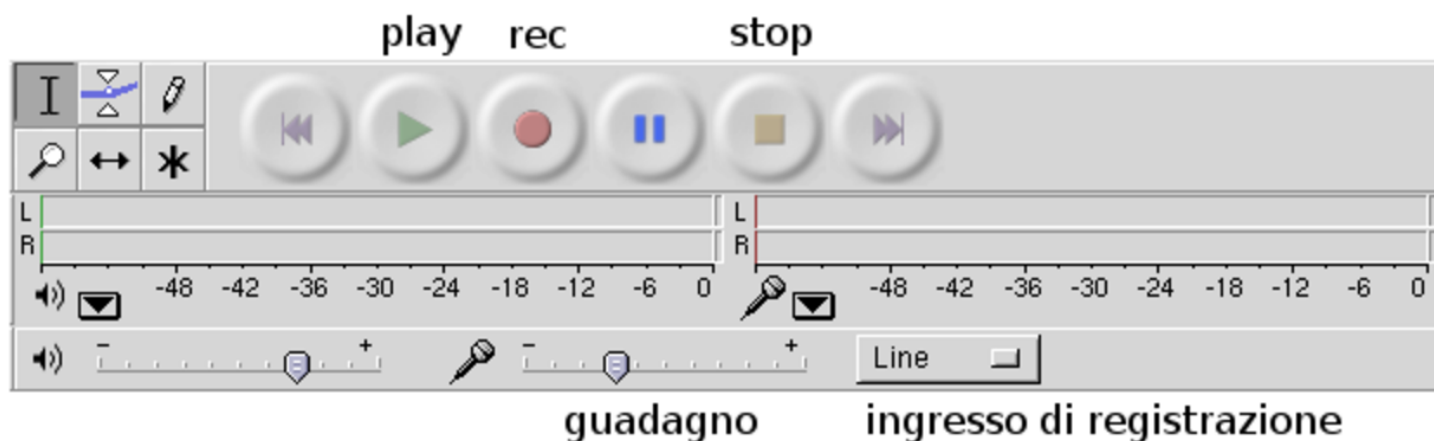 play rec stop
L L
R R
-48 -42 -36 -30 -24 -18 -12 -6 0 -48 -42 -36 -30 -24 -18 -12 -6 0
- + - + Line
guadagno ingresso di registrazione